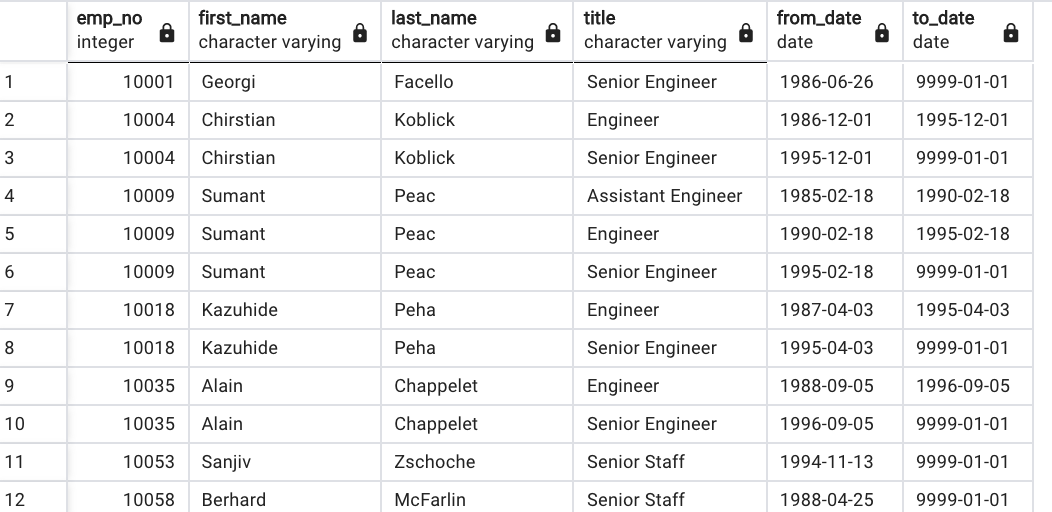 emp_no first_name last_name title from_date to_date
integer character varying character varying character varying date date
1 10001 Georgi Facello Senior Engineer 1986-06-26 9999-01-01
2 10004 Chirstian Koblick Engineer 1986-12-01 1995-12-01
3 10004 Chirstian Koblick Senior Engineer 1995-12-01 9999-01-01
4 10009 Sumant Peac Assistant Engineer 1985-02-18 1990-02-18
5 10009 Sumant Peac Engineer 1990-02-18 1995-02-18
6 10009 Sumant Peac Senior Engineer 1995-02-18 9999-01-01
7 10018 Kazuhide Peha Engineer 1987-04-03 1995-04-03
8 10018 Kazuhide Peha Senior Engineer 1995-04-03 9999-01-01
9 10035 Alain Chappelet Engineer 1988-09-05 1996-09-05
10 10035 Alain Chappelet Senior Engineer 1996-09-05 9999-01-01
11 10053 Sanjiv Zschoche Senior Staff 1994-11-13 9999-01-01
12 10058 Berhard McFarlin Senior Staff 1988-04-25 9999-01-01